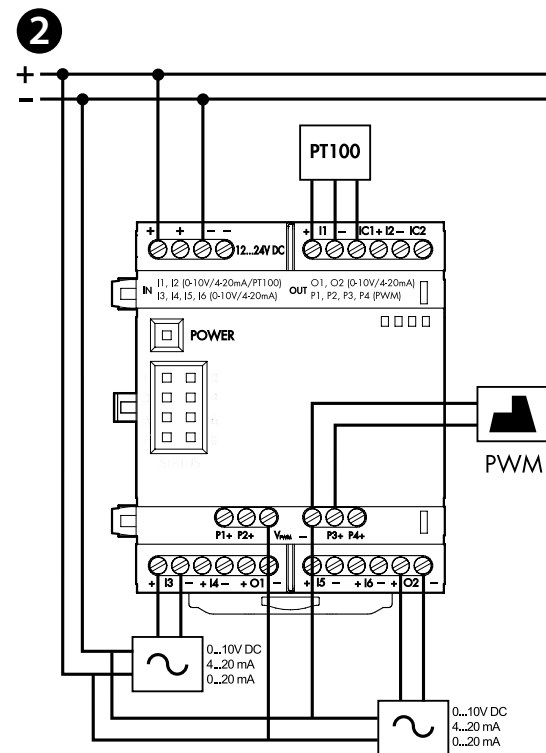 2
+
–
PT100
+ + – – 12...24V DC + I1 – IC1 + I2 – IC2
IN I1, I2 (0-10V/4-20mA/PT100) OUT O1, O2 (0-10V/4-20mA)
I3, I4, I5, I6 (0-10V/4-20mA) P1, P2, P3, P4 (PWM)
POWER
PWM
P1+ P2+ VPWM – P3+ P4+
+ I3 – + I4 – + O1 – + I5 – + I6 – + O2 –
0...10V DC
4...20 mA
0...20 mA
0...10V DC
4...20 mA
0...20 mA